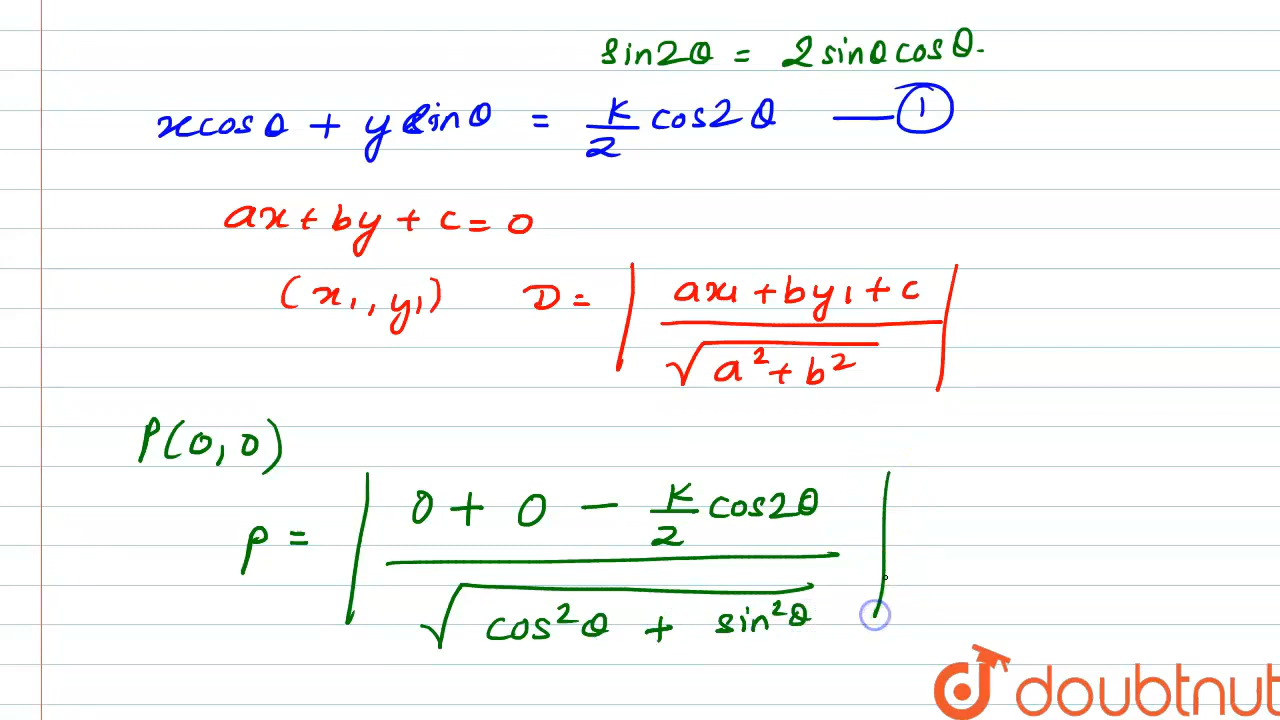 sin2θ = 2 sinθ cosθ.
x cosθ + y sinθ = K/2 cos2θ — ①
ax + by + c = 0
(x₁, y₁) D = | ax₁ + by₁ + c / √(a² + b²) |
P(0, 0)
p = | 0 + 0 − K/2 cos2θ / √(cos²θ + sin²θ) |
doubtnut